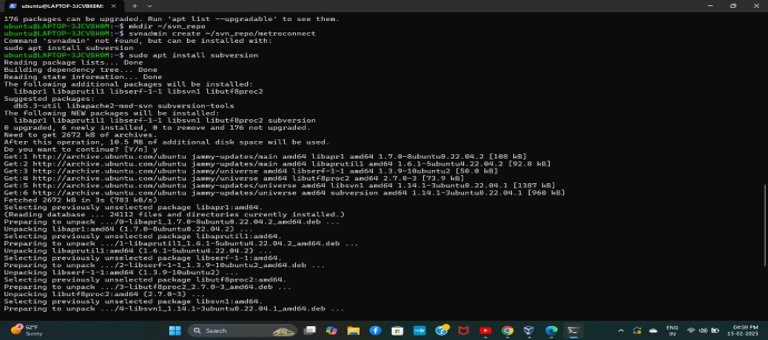 176 packages can be upgraded. Run 'apt list --upgradable' to see them.
ubuntu@LAPTOP-3JCVBK0M:~$ mkdir ~/svn_repo
ubuntu@LAPTOP-3JCVBK0M:~$ svnadmin create ~/svn_repo/metroconnect
Command 'svnadmin' not found, but can be installed with:
sudo apt install subversion
ubuntu@LAPTOP-3JCVBK0M:~$ sudo apt install subversion
Reading package lists... Done
Building dependency tree... Done
Reading state information... Done
The following additional packages will be installed:
libapr1 libaprutil1 libserf-1-1 libsvn1 libutf8proc2
Suggested packages:
db5.3-util libapache2-mod-svn subversion-tools
The following NEW packages will be installed:
libapr1 libaprutil1 libserf-1-1 libsvn1 libutf8proc2 subversion
0 upgraded, 6 newly installed, 0 to remove and 176 not upgraded.
Need to get 2672 kB of archives.
After this operation, 10.5 MB of additional disk space will be used.
Do you want to continue? [Y/n] y
Get:1 http://archive.ubuntu.com/ubuntu jammy-updates/main amd64 libapr1 amd64 1.7.0-8ubuntu0.22.04.2 [108 kB]
Get:2 http://archive.ubuntu.com/ubuntu jammy-updates/main amd64 libaprutil1 amd64 1.6.1-5ubuntu4.22.04.2 [92.8 kB]
Get:3 http://archive.ubuntu.com/ubuntu jammy/universe amd64 libserf-1-1 amd64 1.3.9-10ubuntu2 [50.0 kB]
Get:4 http://archive.ubuntu.com/ubuntu jammy/universe amd64 libutf8proc2 amd64 2.7.0-3 [73.9 kB]
Get:5 http://archive.ubuntu.com/ubuntu jammy-updates/universe amd64 libsvn1 amd64 1.14.1-3ubuntu0.22.04.1 [1387 kB]
Get:6 http://archive.ubuntu.com/ubuntu jammy-updates/universe amd64 subversion amd64 1.14.1-3ubuntu0.22.04.1 [960 kB]
Fetched 2672 kB in 3s (783 kB/s)
Selecting previously unselected package libapr1:amd64.
(Reading database ... 24112 files and directories currently installed.)
Preparing to unpack .../0-libapr1_1.7.0-8ubuntu0.22.04.2_amd64.deb ...
Unpacking libapr1:amd64 (1.7.0-8ubuntu0.22.04.2) ...
Selecting previously unselected package libaprutil1:amd64.
Preparing to unpack .../1-libaprutil1_1.6.1-5ubuntu4.22.04.2_amd64.deb ...
Unpacking libaprutil1:amd64 (1.6.1-5ubuntu4.22.04.2) ...
Selecting previously unselected package libserf-1-1:amd64.
Preparing to unpack .../2-libserf-1-1_1.3.9-10ubuntu2_amd64.deb ...
Unpacking libserf-1-1:amd64 (1.3.9-10ubuntu2) ...
Selecting previously unselected package libutf8proc2:amd64.
Preparing to unpack .../3-libutf8proc2_2.7.0-3_amd64.deb ...
Unpacking libutf8proc2:amd64 (2.7.0-3) ...
Selecting previously unselected package libsvn1:amd64.
Preparing to unpack .../4-libsvn1_1.14.1-3ubuntu0.22.04.1_amd64.deb ...
62°F
Sunny
Search
ENG
IN
04:59 PM
15-02-2025